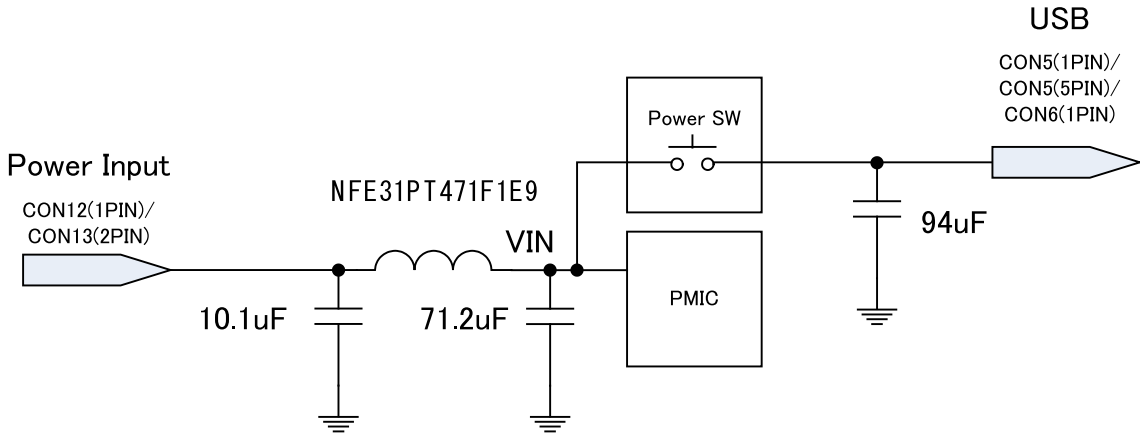 USB
CON5(1PIN)/
CON5(5PIN)/
CON6(1PIN)
Power SW
Power Input
CON12(1PIN)/
CON13(2PIN)
NFE31PT471F1E9
VIN
94uF
PMIC
10.1uF
71.2uF